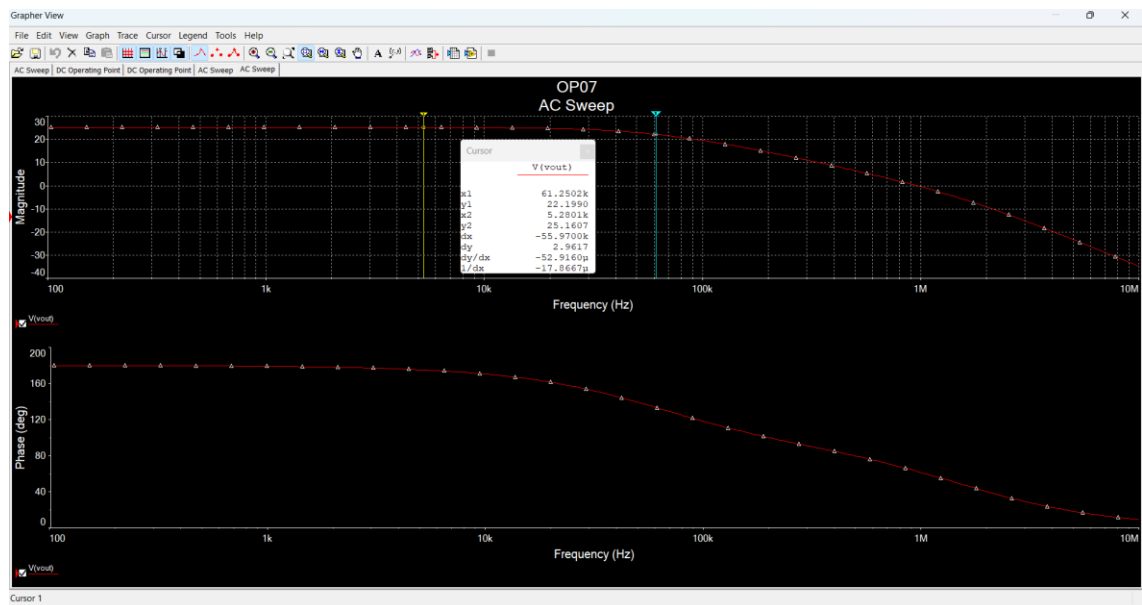 Grapher View
File Edit View Graph Trace Cursor Legend Tools Help
AC Sweep DC Operating Point DC Operating Point AC Sweep AC Sweep
OP07
AC Sweep
Magnitude
30
20
10
0
-10
-20
-30
-40
Cursor
V(vout)
x1 61.2502k
y1 22.1990
x2 5.2801k
y2 25.1607
dx -55.9700k
dy 2.9617
dy/dx -52.9160µ
1/dx -17.8667µ
100 1k 10k 100k 1M 10M
Frequency (Hz)
V(vout)
Phase (deg)
200
160
120
80
40
0
100 1k 10k 100k 1M 10M
Frequency (Hz)
V(vout)
Cursor 1